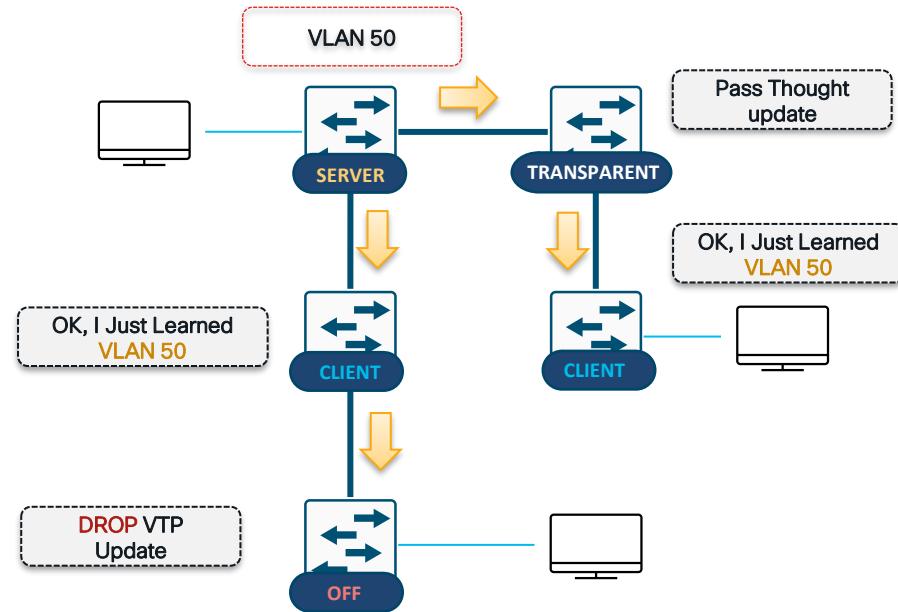 VLAN 50
Pass Thought
update
SERVER
TRANSPARENT
OK, I Just Learned
VLAN 50
OK, I Just Learned
VLAN 50
CLIENT
CLIENT
DROP VTP
Update
OFF